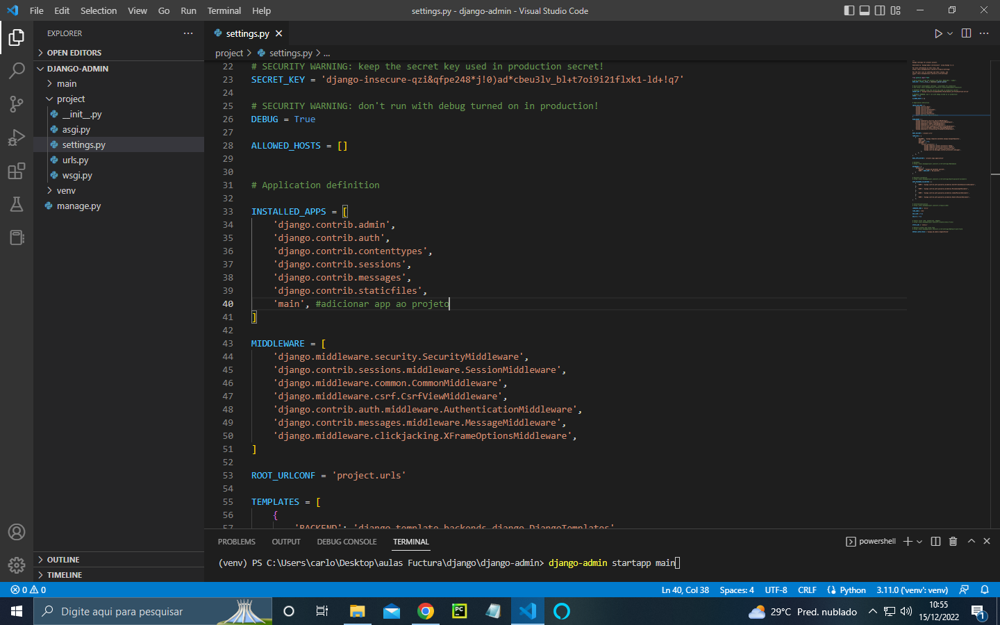 File Edit Selection View Go Run Terminal Help
settings.py - django-admin - Visual Studio Code
EXPLORER
OPEN EDITORS
DJANGO-ADMIN
main
project
__init__.py
asgi.py
settings.py
urls.py
wsgi.py
venv
manage.py
OUTLINE
TIMELINE
settings.py
project > settings.py > ...
22 # SECURITY WARNING: keep the secret key used in production secret!
23 SECRET_KEY = 'django-insecure-qzi&qfpe248*j!0)ad*cbeu3lv_bl+t7oi9i21flxk1-ld+!q7'
24
25 # SECURITY WARNING: don't run with debug turned on in production!
26 DEBUG = True
27
28 ALLOWED_HOSTS = []
29
30
31 # Application definition
32
33 INSTALLED_APPS = [
34 'django.contrib.admin',
35 'django.contrib.auth',
36 'django.contrib.contenttypes',
37 'django.contrib.sessions',
38 'django.contrib.messages',
39 'django.contrib.staticfiles',
40 'main', #adicionar app ao projeto
41 ]
42
43 MIDDLEWARE = [
44 'django.middleware.security.SecurityMiddleware',
45 'django.contrib.sessions.middleware.SessionMiddleware',
46 'django.middleware.common.CommonMiddleware',
47 'django.middleware.csrf.CsrfViewMiddleware',
48 'django.contrib.auth.middleware.AuthenticationMiddleware',
49 'django.contrib.messages.middleware.MessageMiddleware',
50 'django.middleware.clickjacking.XFrameOptionsMiddleware',
51 ]
52
53 ROOT_URLCONF = 'project.urls'
54
55 TEMPLATES = [
56 {
57 'BACKEND': 'django.template.backends.django.DjangoTemplates'
PROBLEMS OUTPUT DEBUG CONSOLE TERMINAL
powershell
(venv) PS C:\Users\carlo\Desktop\aulas Fuctura\django\django-admin> django-admin startapp main
0 0
Ln 40, Col 38 Spaces: 4 UTF-8 CRLF Python 3.11.0 ('venv': venv)
Digite aqui para pesquisar
PC
29°C Pred. nublado
10:55
15/12/2022
1